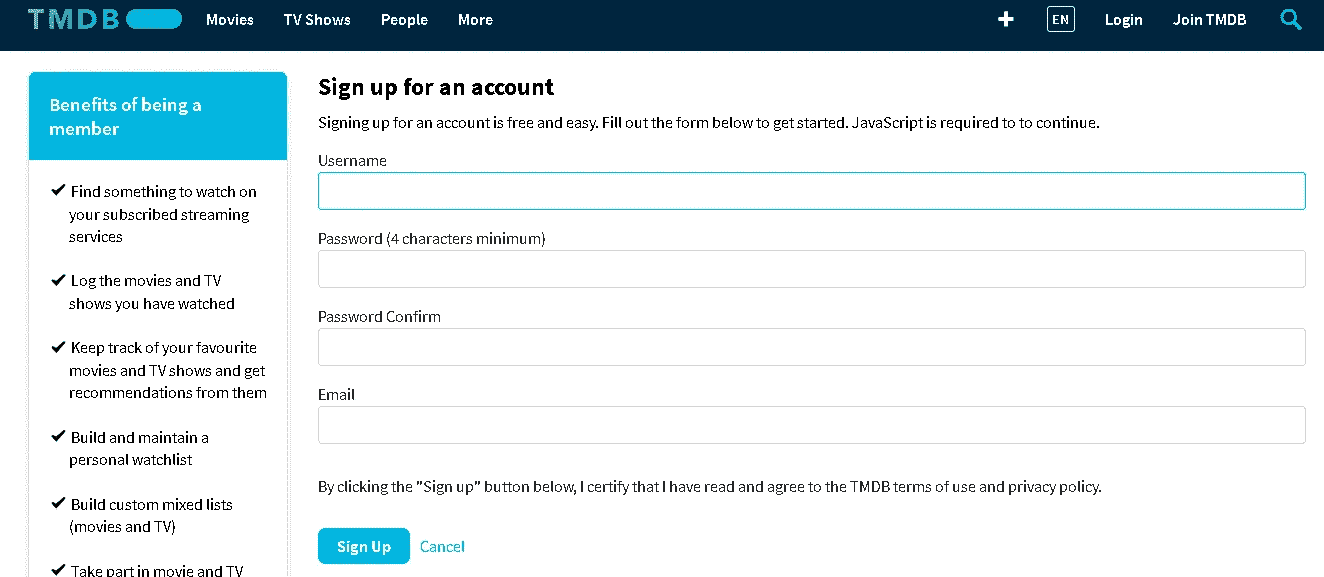 TMDB Movies TV Shows People More EN Login Join TMDB
Benefits of being a
member
✔ Find something to watch on
your subscribed streaming
services
✔ Log the movies and TV
shows you have watched
✔ Keep track of your favourite
movies and TV shows and get
recommendations from them
✔ Build and maintain a
personal watchlist
✔ Build custom mixed lists
(movies and TV)
✔ Take part in movie and TV
Sign up for an account
Signing up for an account is free and easy. Fill out the form below to get started. JavaScript is required to to continue.
Username
Password (4 characters minimum)
Password Confirm
Email
By clicking the "Sign up" button below, I certify that I have read and agree to the TMDB terms of use and privacy policy.
Sign Up Cancel